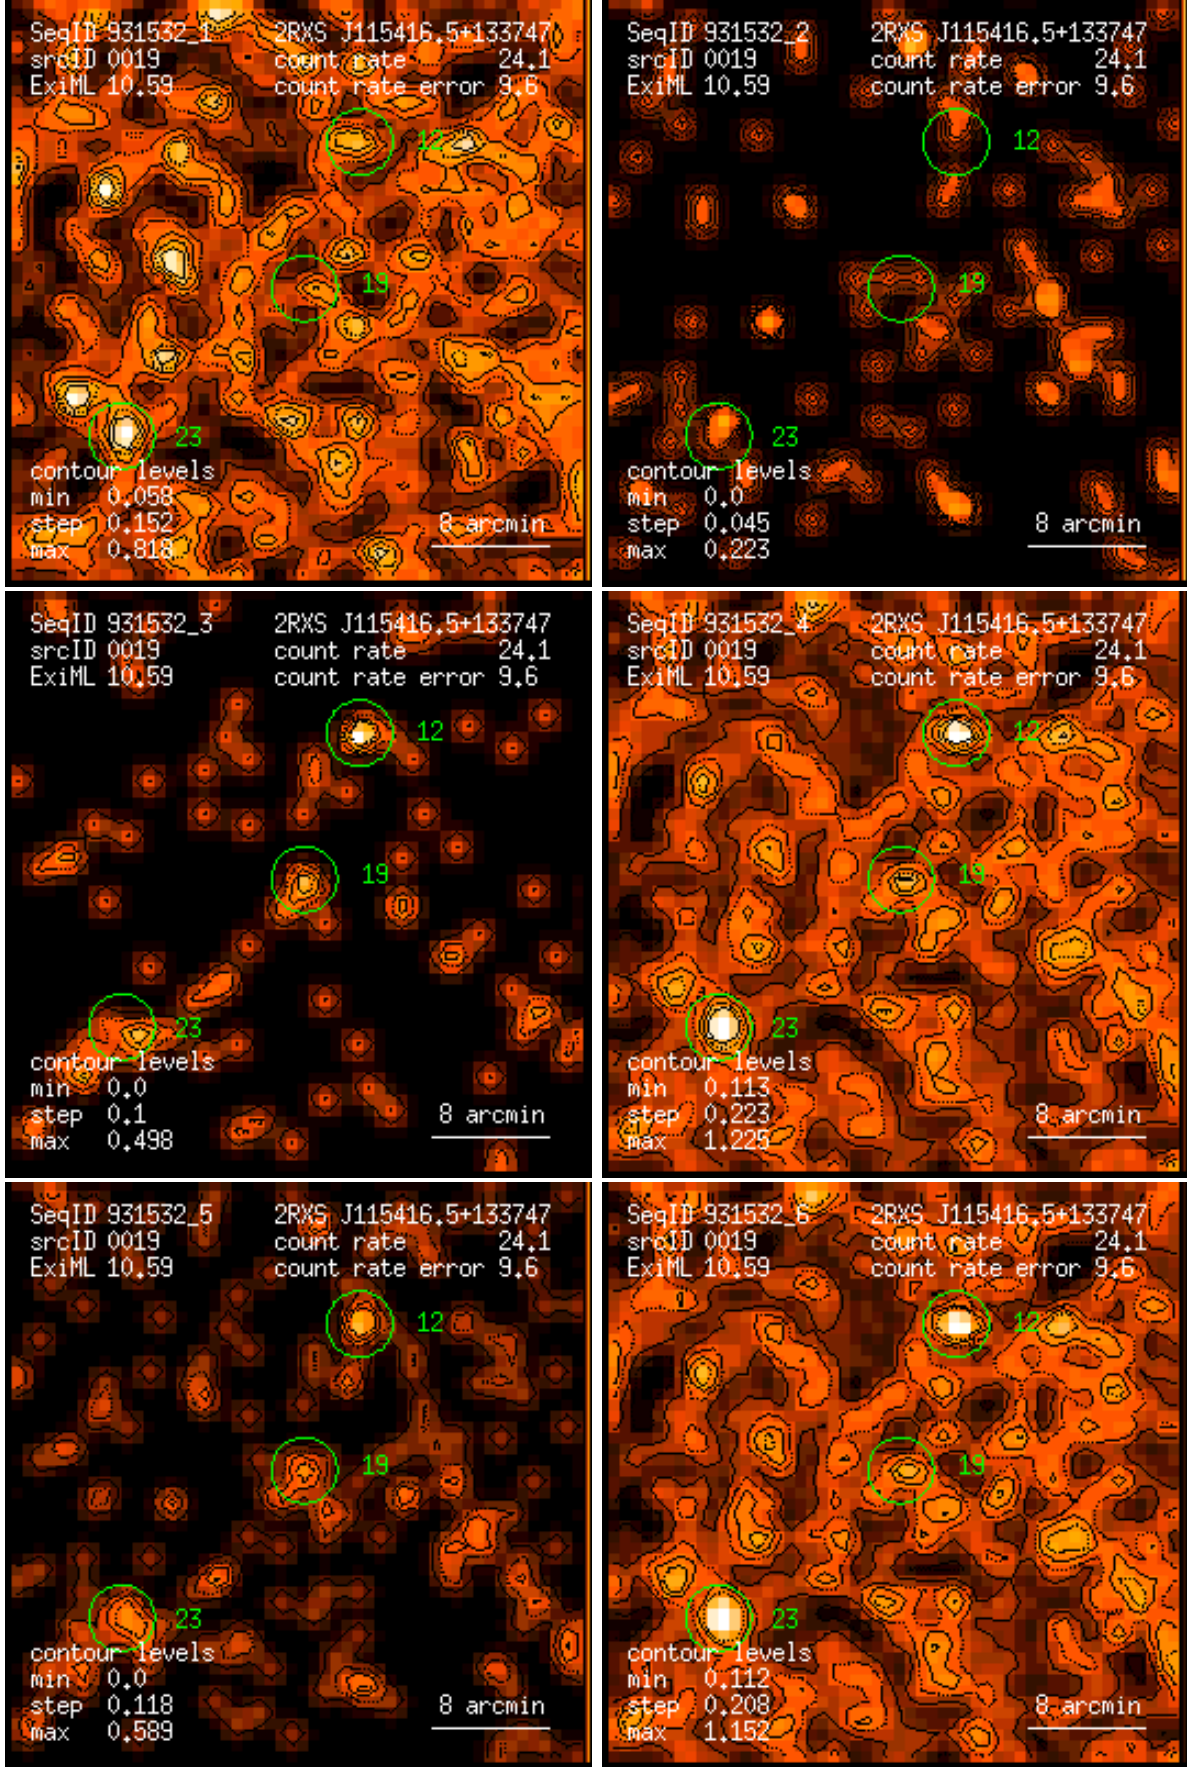 SeqID 931532_1 2RXS J115416.5+133747
srcID 0019 count rate 24.1
ExiML 10.59 count rate error 9.6
12
19
23
contour levels
min 0.058
step 0.152
max 0.818
8 arcmin
SeqID 931532_2 2RXS J115416.5+133747
srcID 0019 count rate 24.1
ExiML 10.59 count rate error 9.6
12
19
23
contour levels
min 0.0
step 0.045
max 0.223
8 arcmin
SeqID 931532_3 2RXS J115416.5+133747
srcID 0019 count rate 24.1
ExiML 10.59 count rate error 9.6
12
19
23
contour levels
min 0.0
step 0.1
max 0.498
8 arcmin
SeqID 931532_4 2RXS J115416.5+133747
srcID 0019 count rate 24.1
ExiML 10.59 count rate error 9.6
12
19
23
contour levels
min 0.113
step 0.223
max 1.225
8 arcmin
SeqID 931532_5 2RXS J115416.5+133747
srcID 0019 count rate 24.1
ExiML 10.59 count rate error 9.6
12
19
23
contour levels
min 0.0
step 0.118
max 0.589
8 arcmin
SeqID 931532_6 2RXS J115416.5+133747
srcID 0019 count rate 24.1
ExiML 10.59 count rate error 9.6
12
19
23
contour levels
min 0.112
step 0.208
max 1.152
8 arcmin